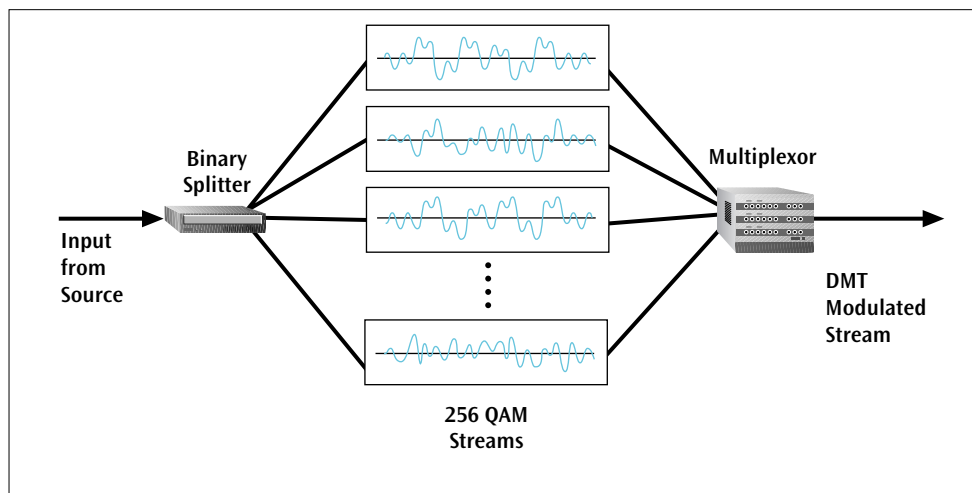 Binary
Splitter
Multiplexor
Input
from
Source
DMT
Modulated
Stream
256 QAM
Streams